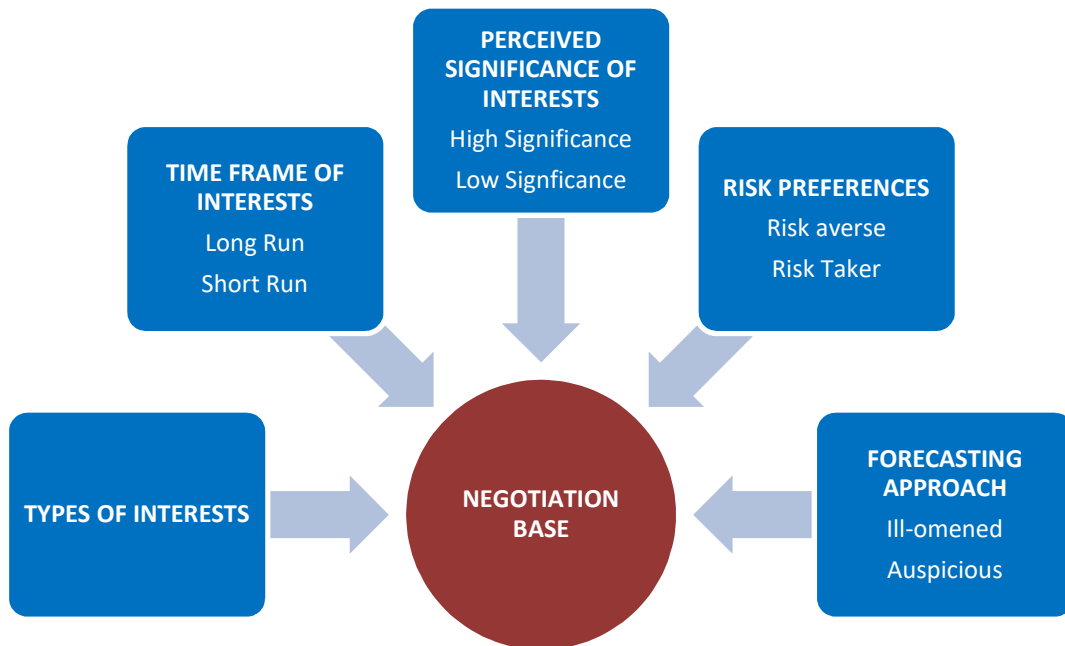 PERCEIVED
SIGNIFICANCE OF
INTERESTS
High Significance
Low Signficance
TIME FRAME OF
INTERESTS
Long Run
Short Run
RISK PREFERENCES
Risk averse
Risk Taker
TYPES OF INTERESTS
NEGOTIATION
BASE
FORECASTING
APPROACH
Ill-omened
Auspicious